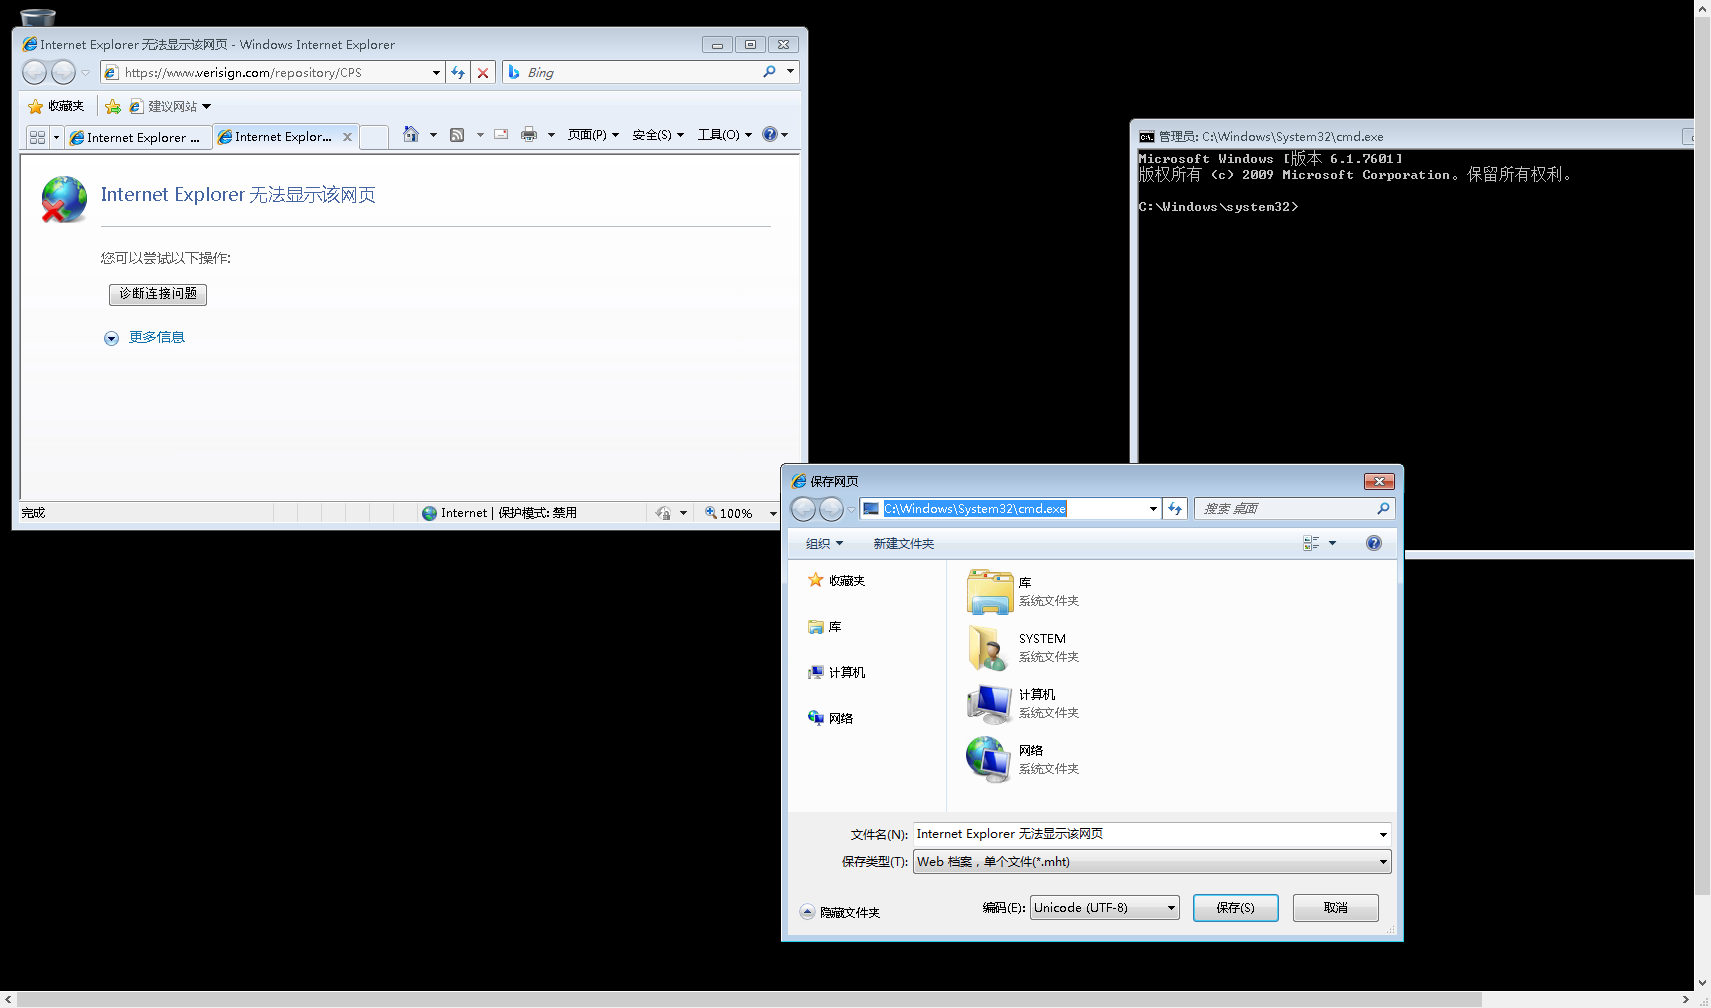 Internet Explorer 无法显示该网页 - Windows Internet Explorer
https://www.verisign.com/repository/CPS
Bing
收藏夹
建议网站
Internet Explorer ...
Internet Explor...
页面(P)
安全(S)
工具(O)
Internet Explorer 无法显示该网页
您可以尝试以下操作:
诊断连接问题
更多信息
完成
Internet | 保护模式: 禁用
100%
管理员: C:\Windows\System32\cmd.exe
Microsoft Windows [版本 6.1.7601]
版权所有 (c) 2009 Microsoft Corporation。保留所有权利。
C:\Windows\system32>
保存网页
C:\Windows\System32\cmd.exe
搜索 桌面
组织
新建文件夹
收藏夹
库
计算机
网络
库
系统文件夹
SYSTEM
系统文件夹
计算机
系统文件夹
网络
系统文件夹
文件名(N):
Internet Explorer 无法显示该网页
保存类型(T):
Web 档案，单个文件(*.mht)
隐藏文件夹
编码(E):
Unicode (UTF-8)
保存(S)
取消